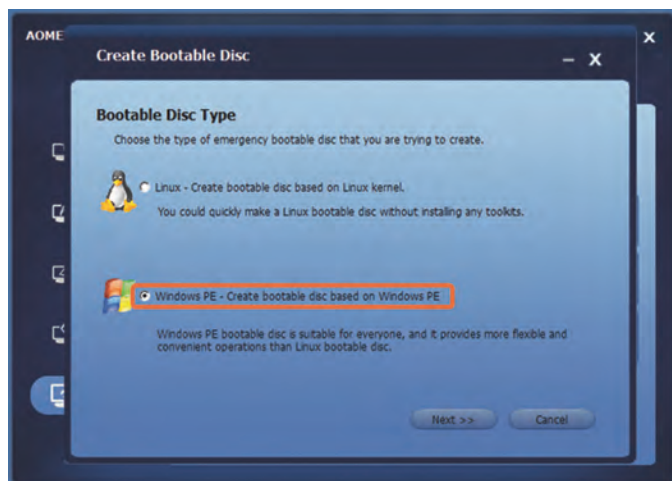 AOME
X
Create Bootable Disc
– X
Bootable Disc Type
Choose the type of emergency bootable disc that you are trying to create.
Linux - Create bootable disc based on Linux kernel.
You could quickly make a Linux bootable disc without installing any toolkits.
Windows PE - Create bootable disc based on Windows PE
Windows PE bootable disc is suitable for everyone, and it provides more flexible and
convenient operations than Linux bootable disc.
Next >>
Cancel